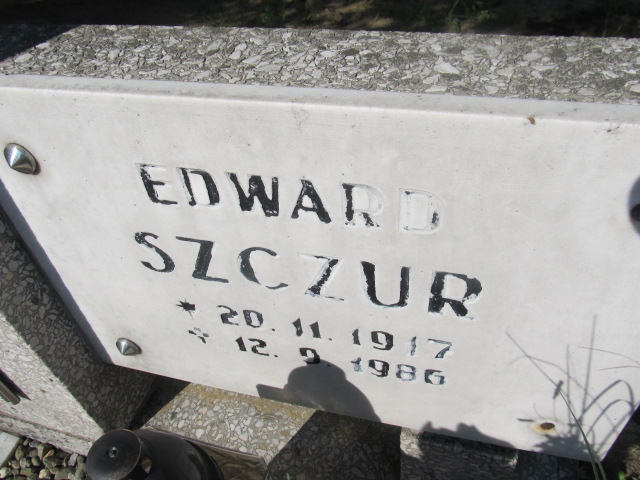 EDWARD
SZCZUR
* 20. 11. 1917
+ 12. 9. 1986